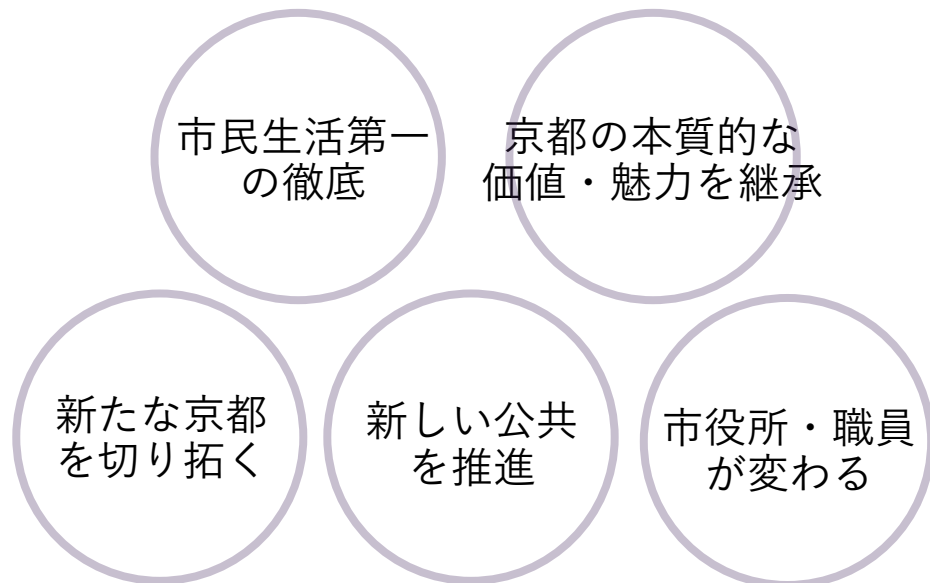 市民生活第一
の徹底
京都の本質的な
価値・魅力を継承
新たな京都
を切り拓く
新しい公共
を推進
市役所・職員
が変わる